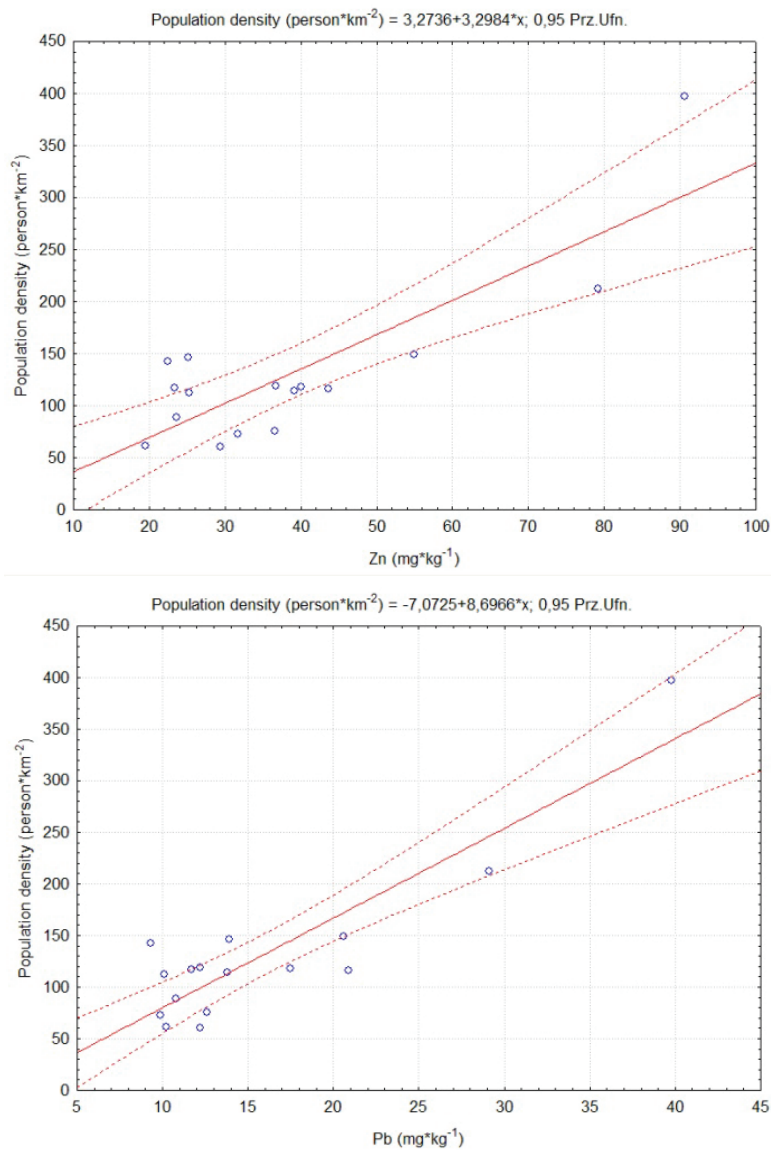 Population density (person*km⁻²) = 3,2736+3,2984*x; 0,95 Prz.Ufn.
450
400
350
300
250
200
150
100
50
0
Population density (person*km⁻²)
10 20 30 40 50 60 70 80 90 100
Zn (mg*kg⁻¹)
Population density (person*km⁻²) = -7,0725+8,6966*x; 0,95 Prz.Ufn.
450
400
350
300
250
200
150
100
50
0
Population density (person*km⁻²)
5 10 15 20 25 30 35 40 45
Pb (mg*kg⁻¹)